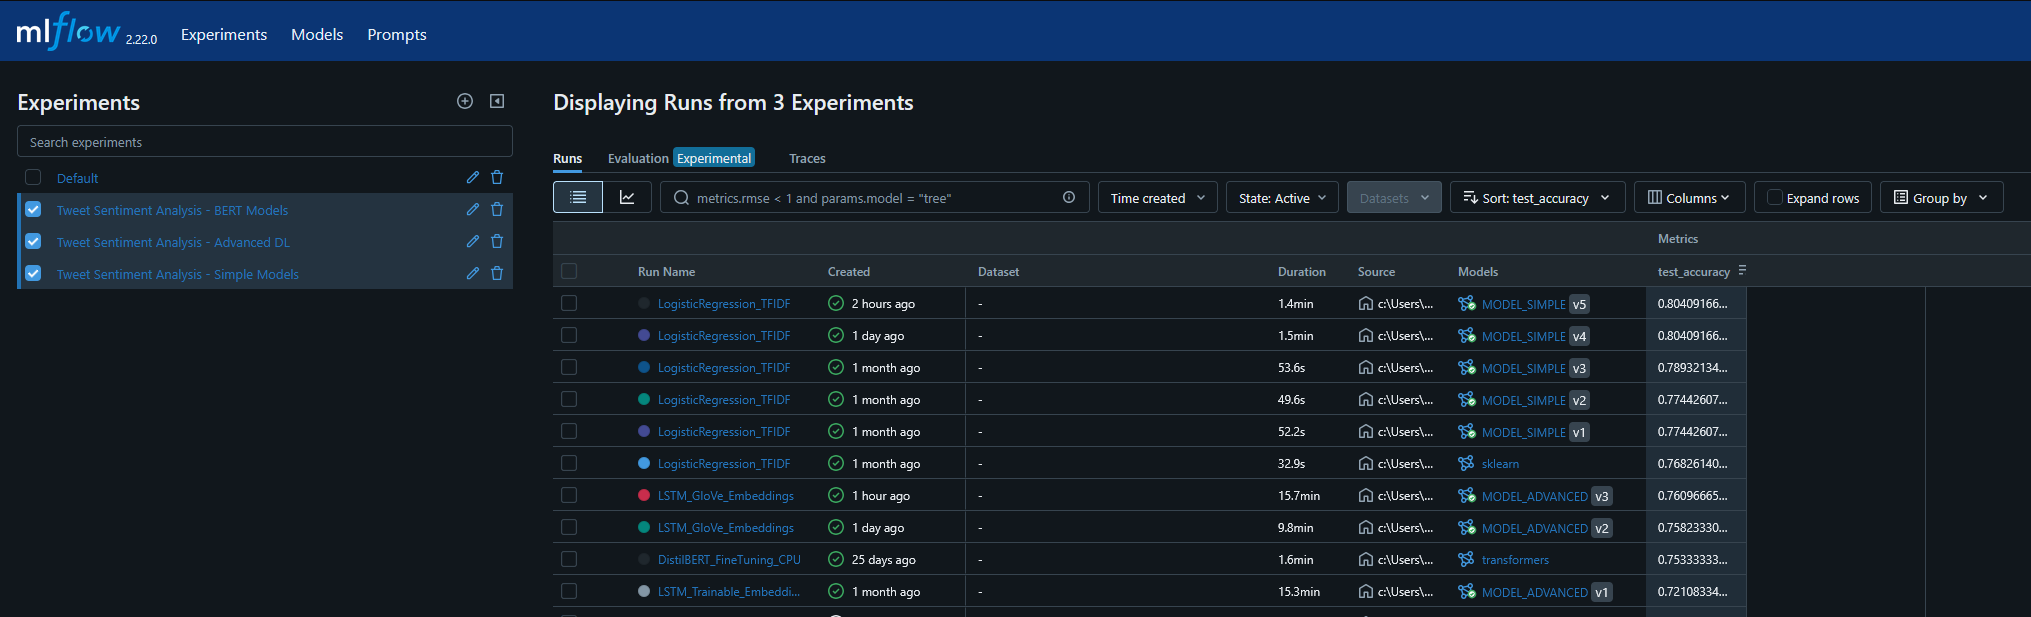 mlflow 2.22.0 Experiments Models Prompts
Experiments
Search experiments
Default
Tweet Sentiment Analysis - BERT Models
Tweet Sentiment Analysis - Advanced DL
Tweet Sentiment Analysis - Simple Models
Displaying Runs from 3 Experiments
Runs Evaluation Experimental Traces
metrics.rmse < 1 and params.model = "tree" Time created State: Active Datasets Sort: test_accuracy Columns Expand rows Group by
Metrics
Run Name Created Dataset Duration Source Models test_accuracy
LogisticRegression_TFIDF 2 hours ago - 1.4min c:\Users\... MODEL_SIMPLE v5 0.80409166...
LogisticRegression_TFIDF 1 day ago - 1.5min c:\Users\... MODEL_SIMPLE v4 0.80409166...
LogisticRegression_TFIDF 1 month ago - 53.6s c:\Users\... MODEL_SIMPLE v3 0.78932134...
LogisticRegression_TFIDF 1 month ago - 49.6s c:\Users\... MODEL_SIMPLE v2 0.77442607...
LogisticRegression_TFIDF 1 month ago - 52.2s c:\Users\... MODEL_SIMPLE v1 0.77442607...
LogisticRegression_TFIDF 1 month ago - 32.9s c:\Users\... sklearn 0.76826140...
LSTM_GloVe_Embeddings 1 hour ago - 15.7min c:\Users\... MODEL_ADVANCED v3 0.76096665...
LSTM_GloVe_Embeddings 1 day ago - 9.8min c:\Users\... MODEL_ADVANCED v2 0.75823330...
DistilBERT_FineTuning_CPU 25 days ago - 1.6min c:\Users\... transformers 0.75333333...
LSTM_Trainable_Embeddi... 1 month ago - 15.3min c:\Users\... MODEL_ADVANCED v1 0.72108334...